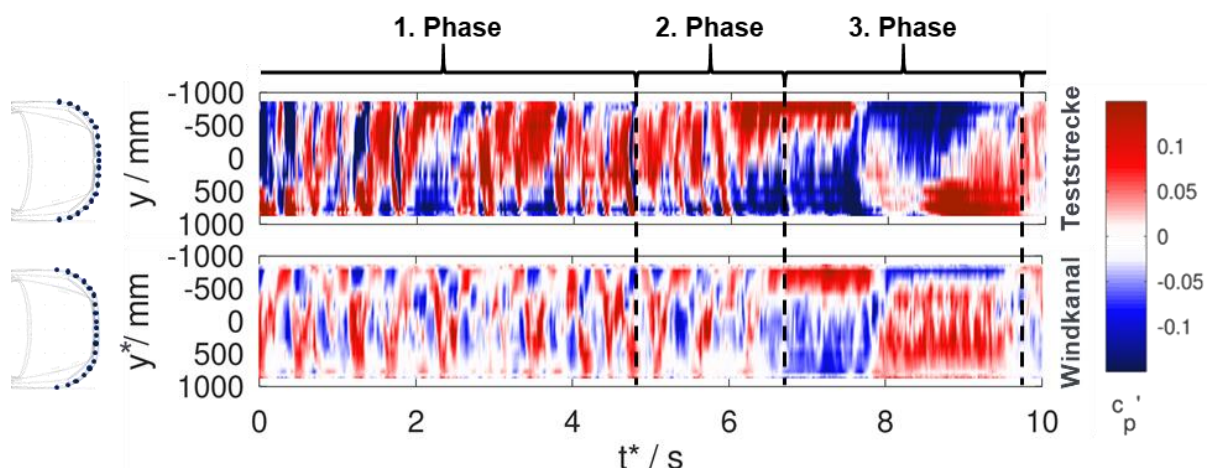 1. Phase 2. Phase 3. Phase
-1000
-500
0
500
1000
y / mm
Teststrecke
-1000
-500
0
500
1000
y*/ mm
Windkanal
0 2 4 6 8 10
t* / s
0.1
0.05
0
-0.05
-0.1
c_p'